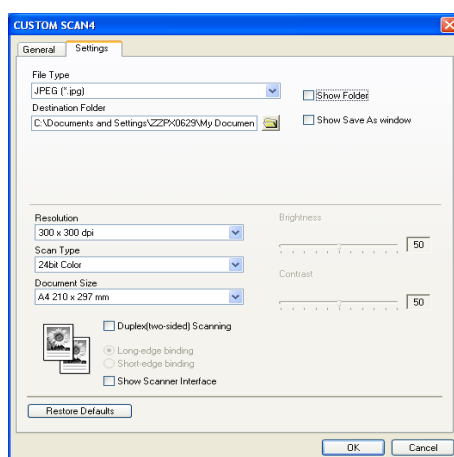 CUSTOM SCAN4
General
Settings
File Type
JPEG (*.jpg)
Show Folder
Destination Folder
C:\Documents and Settings\ZZPX0629\My Documen
Show Save As window
Resolution
Brightness
300 x 300 dpi
50
Scan Type
24bit Color
Contrast
Document Size
A4 210 x 297 mm
50
Duplex(two-sided) Scanning
Long-edge binding
Short-edge binding
Show Scanner Interface
Restore Defaults
OK
Cancel